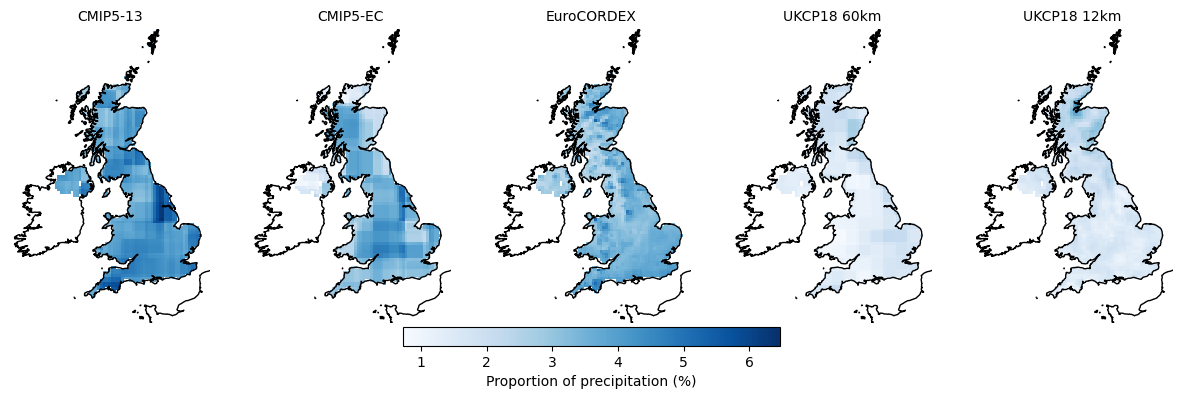 CMIP5-13
CMIP5-EC
EuroCORDEX
UKCP18 60km
UKCP18 12km
1 2 3 4 5 6
Proportion of precipitation (%)